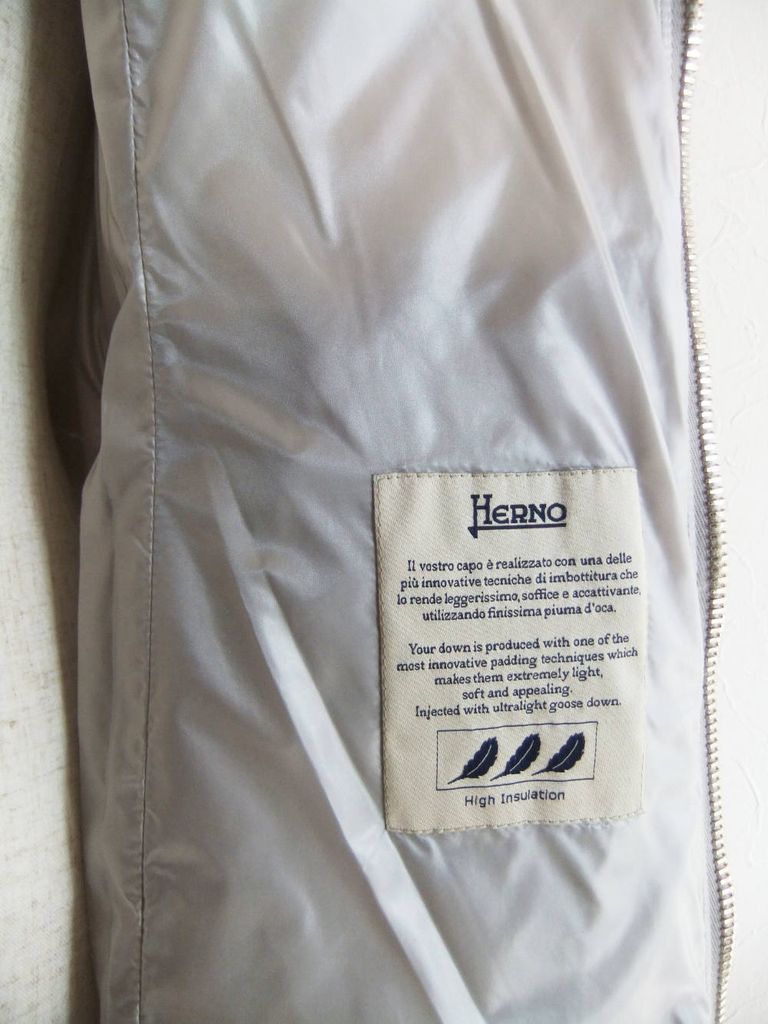 HERNO
Il vostro capo è realizzato con una delle
più innovative tecniche di imbottitura che
lo rende leggerissimo, soffice e accattivante,
utilizzando finissima piuma d'oca.
Your down is produced with one of the
most innovative padding techniques which
makes them extremely light,
soft and appealing.
Injected with ultralight goose down.
High Insulation